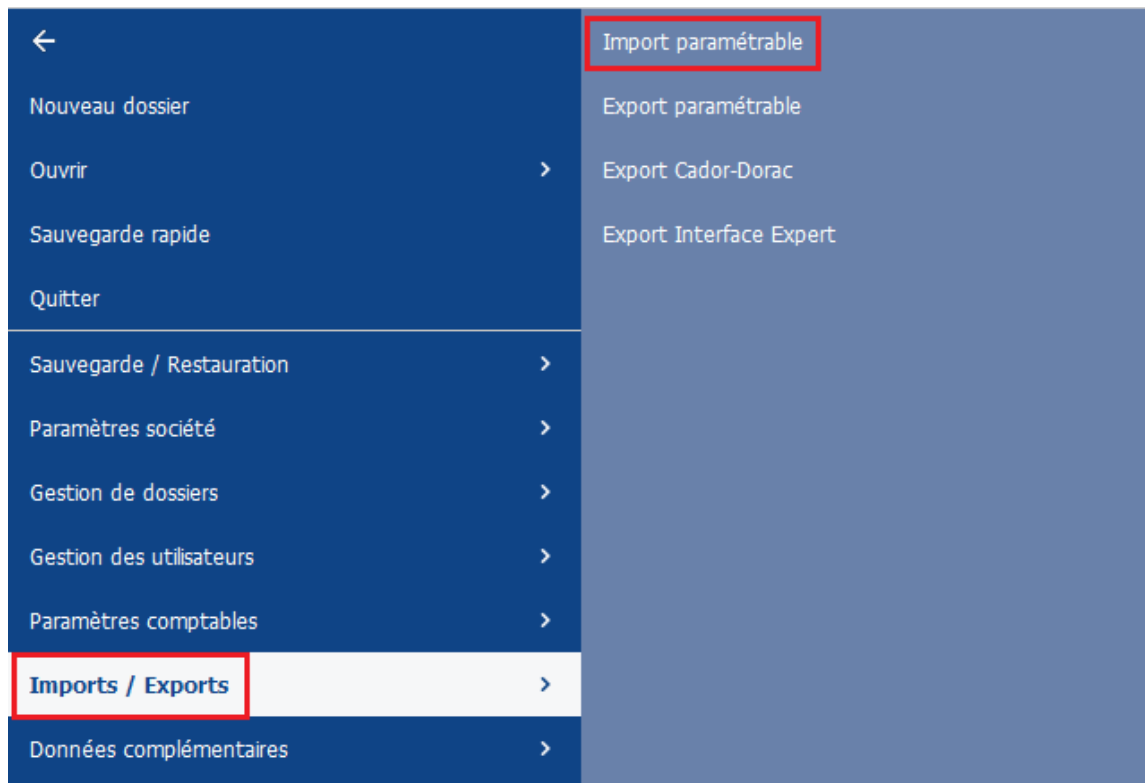 Nouveau dossier
Ouvrir
Sauvegarde rapide
Quitter
Sauvegarde / Restauration
Paramètres société
Gestion de dossiers
Gestion des utilisateurs
Paramètres comptables
Imports / Exports
Données complémentaires
Import paramétrable
Export paramétrable
Export Cador-Dorac
Export Interface Expert